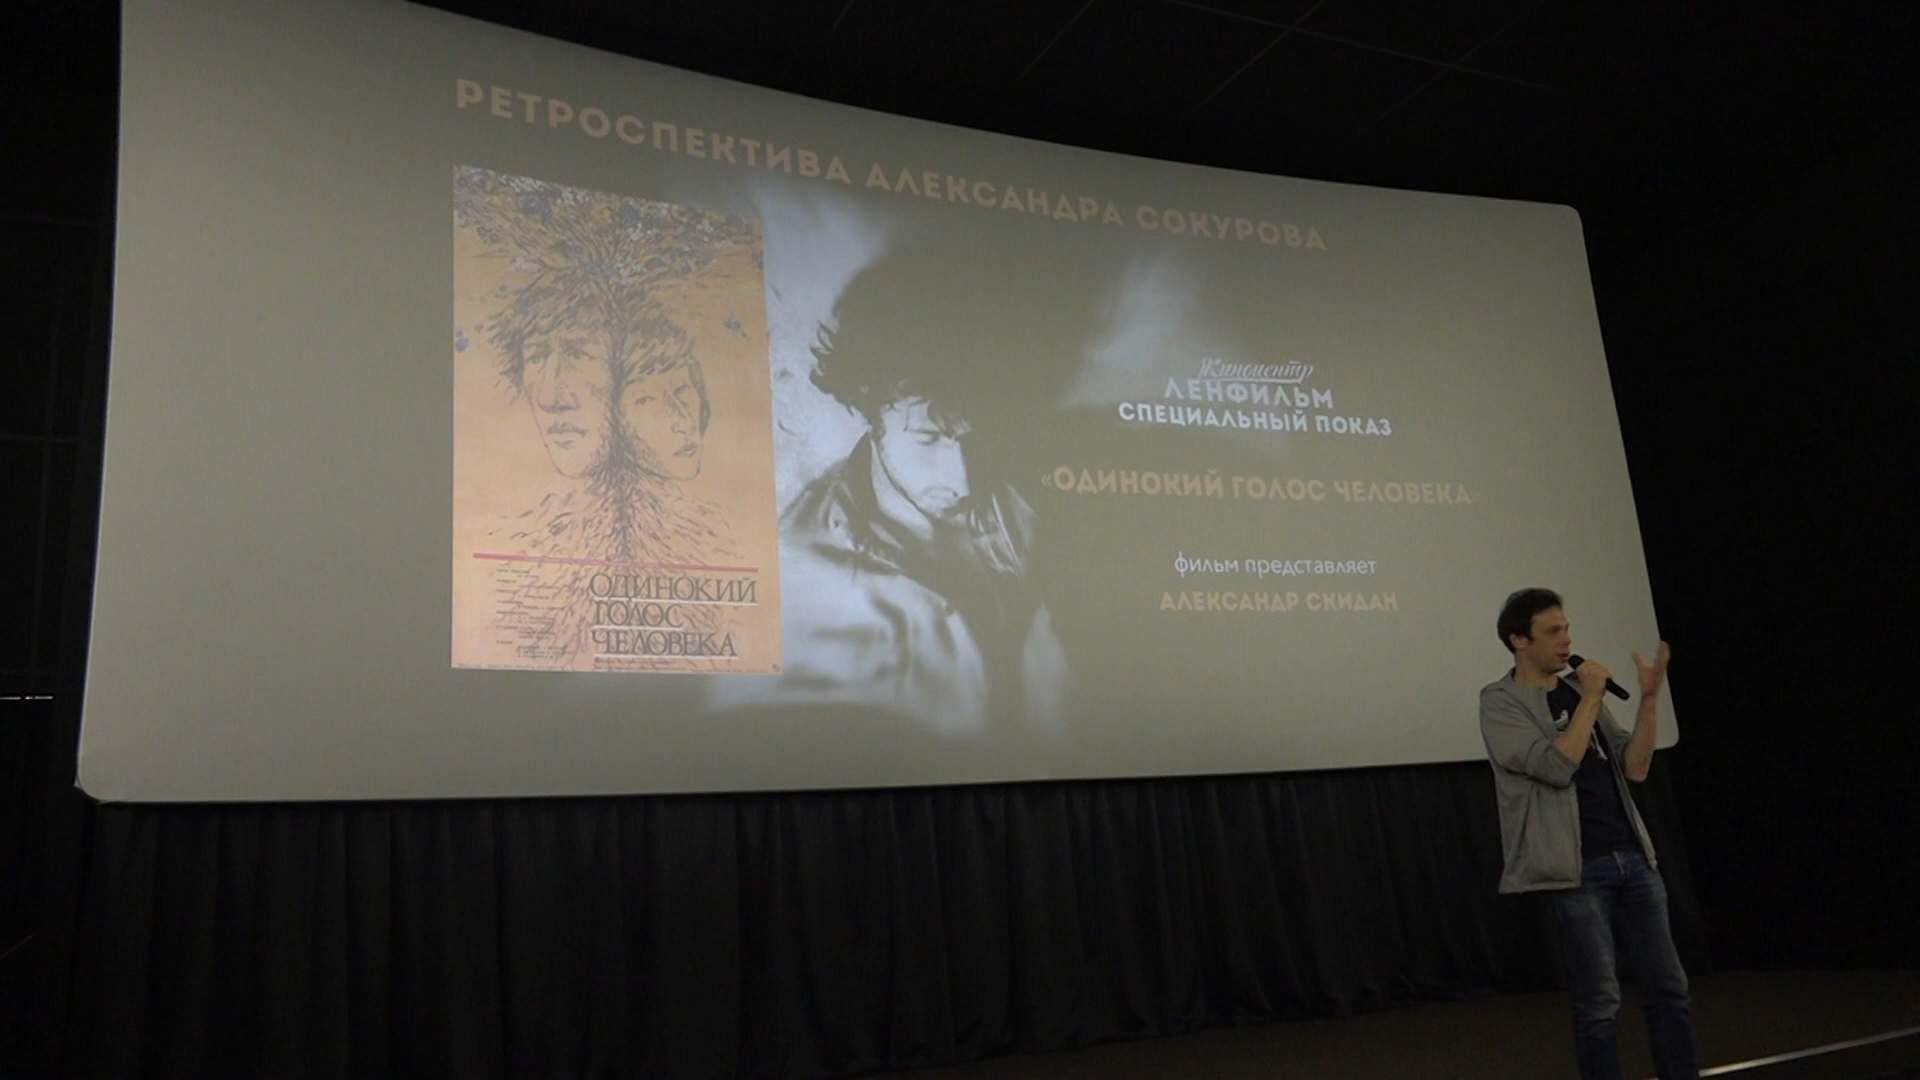 РЕТРОСПЕКТИВА АЛЕКСАНДРА СОКУРОВА
Киноцентр
ЛЕНФИЛЬМ
СПЕЦИАЛЬНЫЙ ПОКАЗ
«ОДИНОКИЙ ГОЛОС ЧЕЛОВЕКА»
фильм представляет
АЛЕКСАНДР СКИДАН
ОДИНОКИЙ
ГОЛОС
ЧЕЛОВЕКА